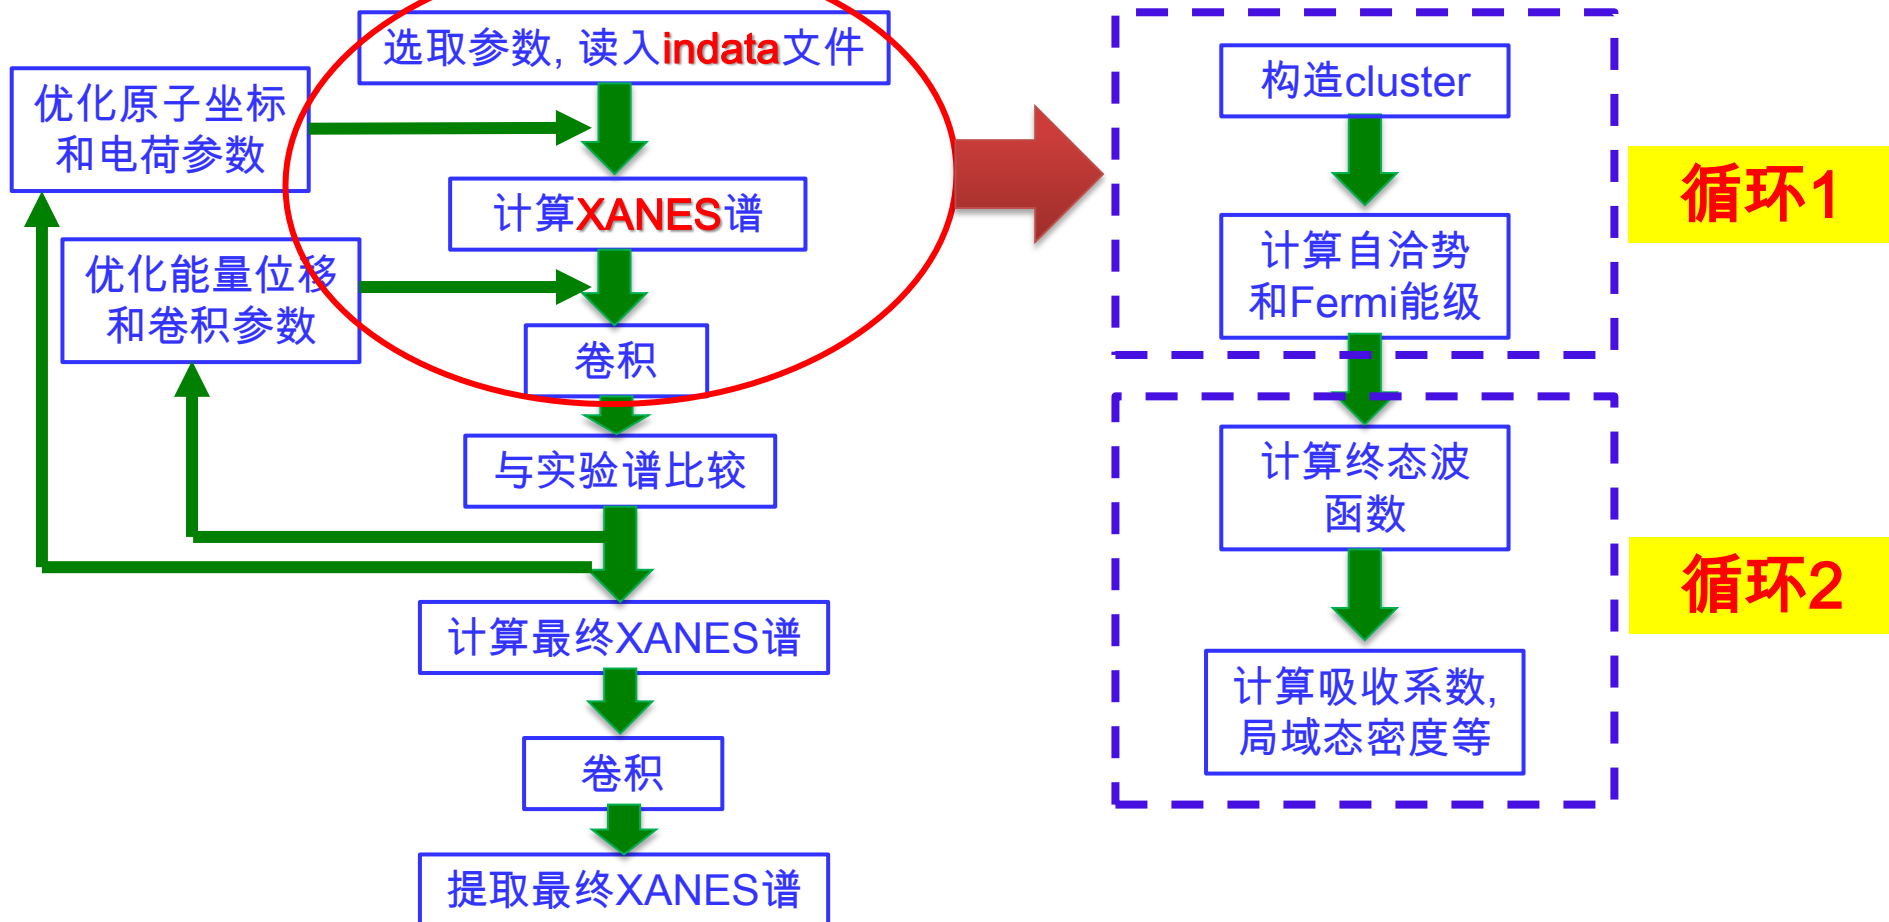 选取参数, 读入indata文件
优化原子坐标
和电荷参数
计算XANES谱
优化能量位移
和卷积参数
卷积
与实验谱比较
计算最终XANES谱
卷积
提取最终XANES谱
构造cluster
计算自洽势
和Fermi能级
循环1
计算终态波
函数
计算吸收系数,
局域态密度等
循环2